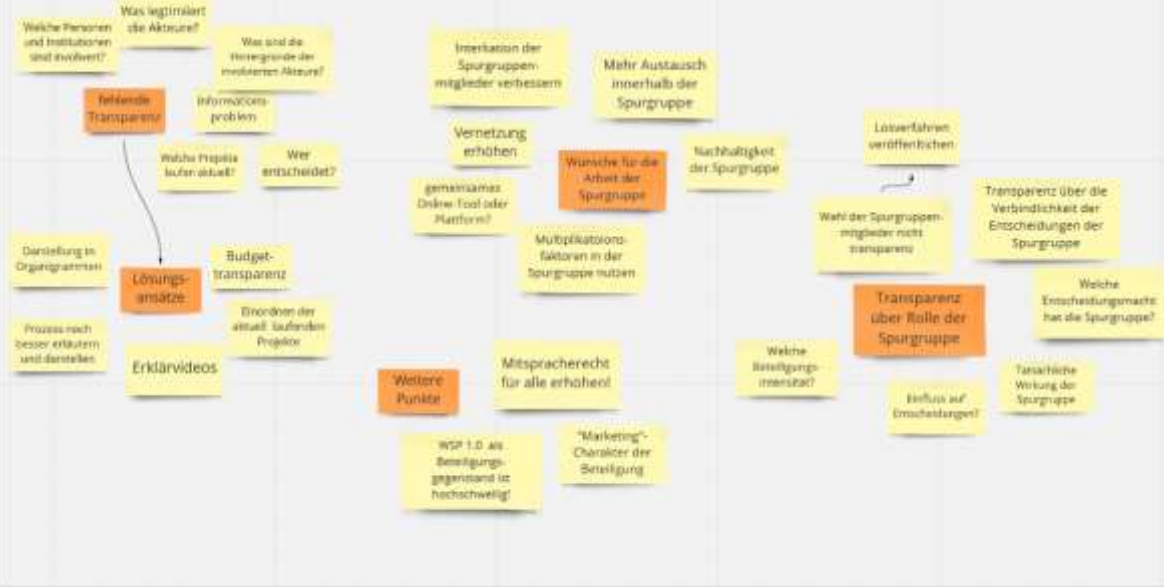 Welche Personen
und Institutionen
sind involviert?
Was legitimiert
die Akteure?
Was sind die
Hintergründe der
involvierten Akteure?
fehlende
Transparenz
Informations-
problem
Welche Projekte
laufen aktuell?
Wer
entscheidet?
Darstellung in
Organigrammen
Lösungs-
ansätze
Budget-
transparenz
Einordnen der
aktuell laufenden
Projekte
Prozess noch
besser erläutern
und darstellen
Erklärvideos
Interkation der
Spurgruppen-
mitglieder verbessern
Mehr Austausch
innerhalb der
Spurgruppe
Vernetzung
erhöhen
Wünsche für die
Arbeit der
Spurgruppe
Nachhaltigkeit
der Spurgruppe
gemeinsames
Online-Tool oder
Plattform?
Multiplikatoions-
faktoren in der
Spurgruppe nutzen
Weitere
Punkte
Mitspracherecht
für alle erhöhen!
WSP 1.0 als
Beteiligungs-
gegenstand ist
hochschwellig!
"Marketing"-
Charakter der
Beteiligung
Losverfahren
veröffentlichen
Wahl der Spurgruppen-
mitglieder nicht
transparenz
Transparenz über die
Verbindlichkeit der
Entscheidungen der
Spurgruppe
Transparenz
über Rolle der
Spurgruppe
Welche
Entscheidungsmacht
hat die Spurgruppe?
Welche
Beteiligungs-
intensität?
Einfluss auf
Entscheidungen?
Tatsächliche
Wirkung der
Spurgruppe